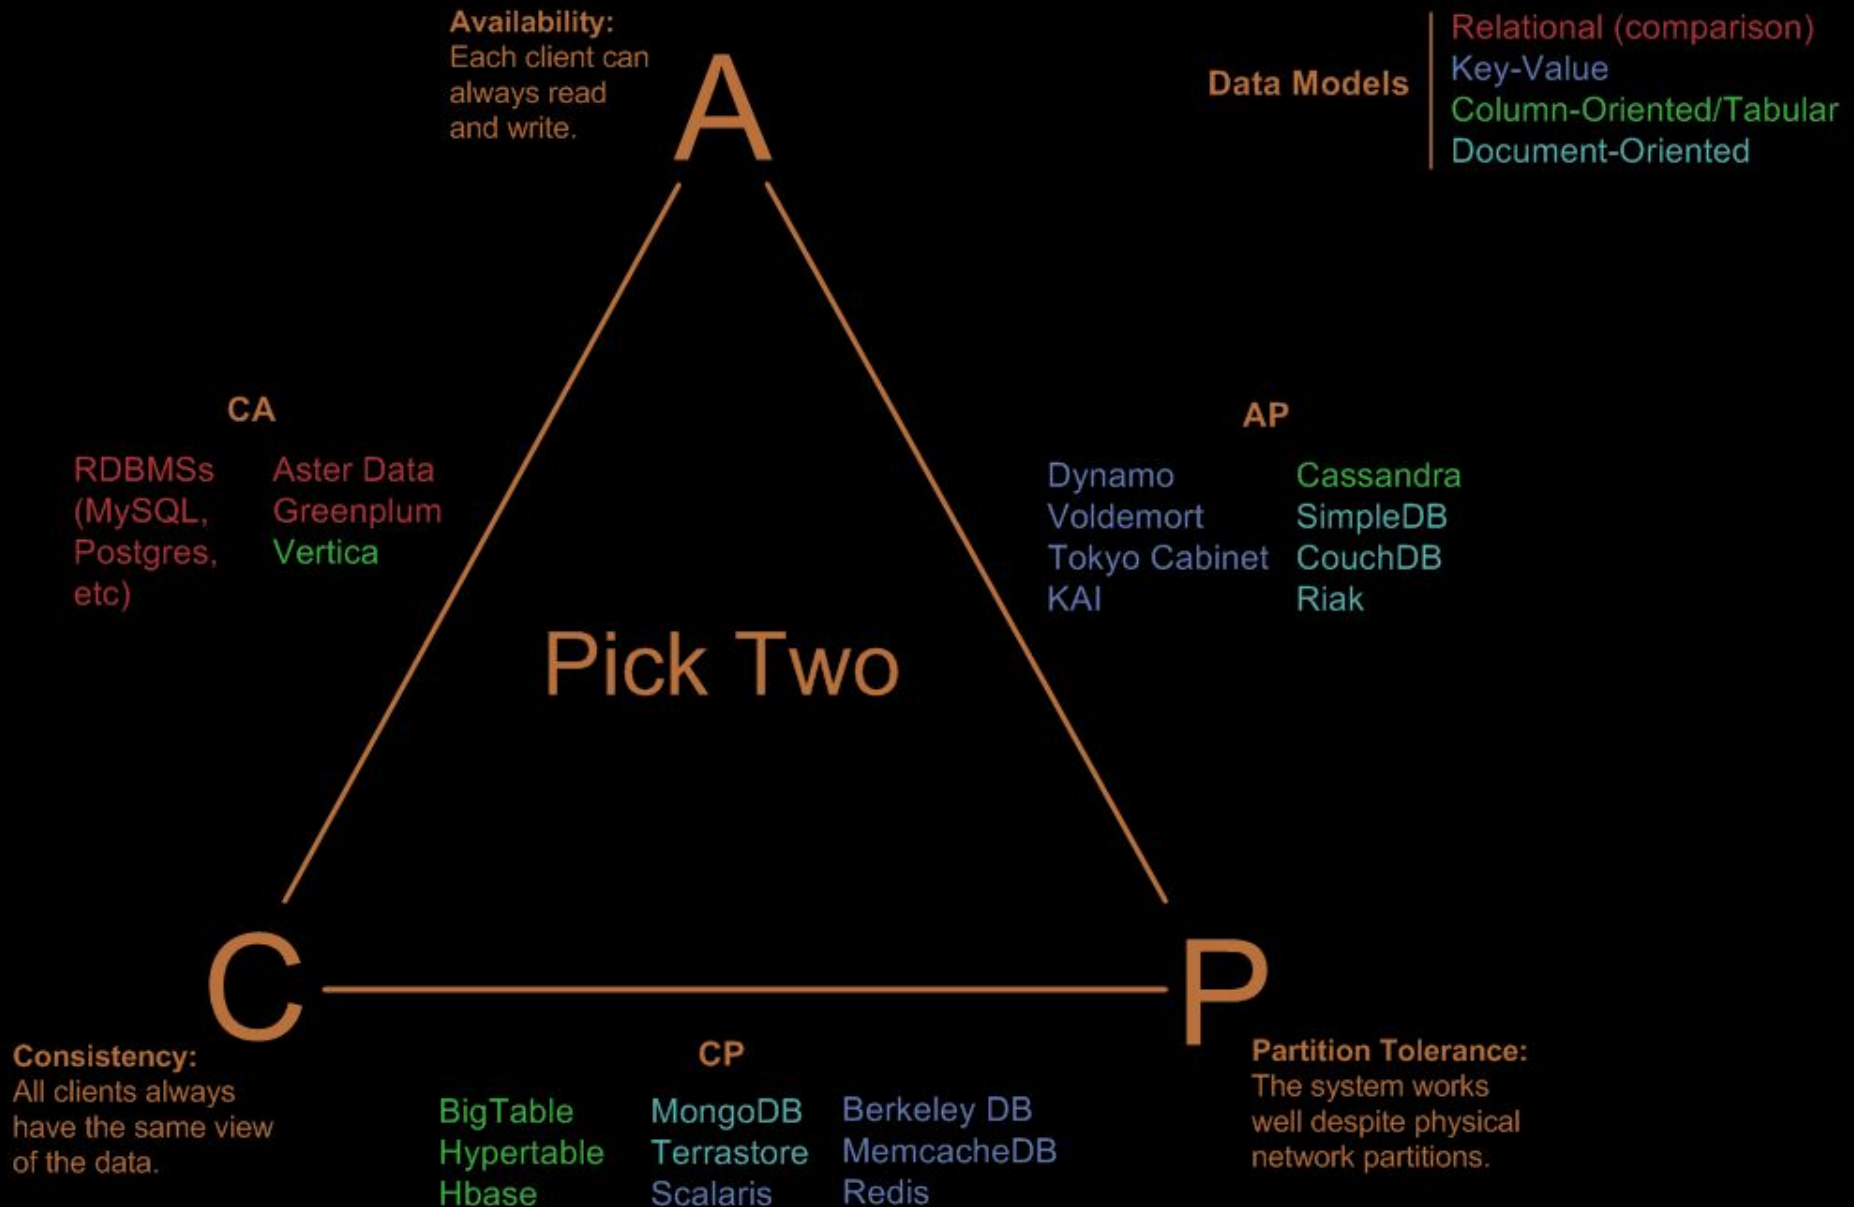 Availability:
Each client can
always read
and write.
A
Data Models
Relational (comparison)
Key-Value
Column-Oriented/Tabular
Document-Oriented
CA
RDBMSs
(MySQL,
Postgres,
etc)
Aster Data
Greenplum
Vertica
AP
Dynamo
Voldemort
Tokyo Cabinet
KAI
Cassandra
SimpleDB
CouchDB
Riak
Pick Two
C
Consistency:
All clients always
have the same view
of the data.
P
Partition Tolerance:
The system works
well despite physical
network partitions.
CP
BigTable
Hypertable
Hbase
MongoDB
Terrastore
Scalaris
Berkeley DB
MemcacheDB
Redis